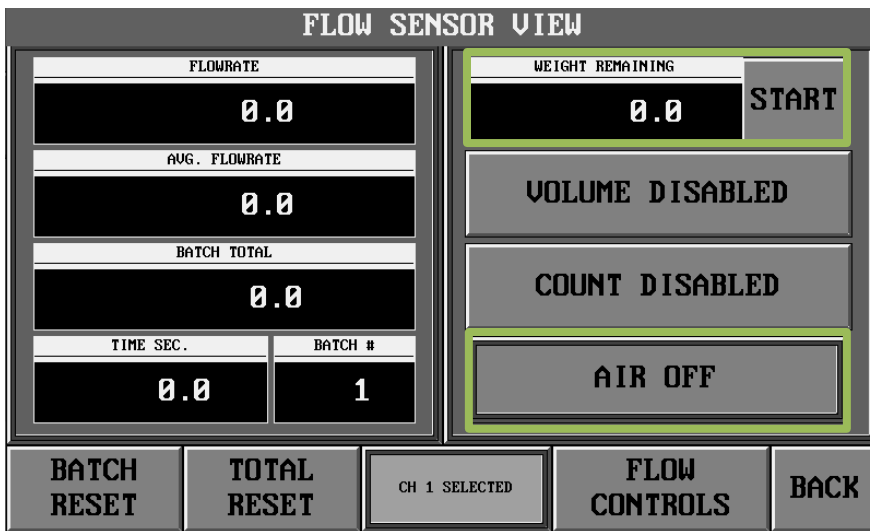 FLOW SENSOR VIEW
FLOWRATE
0.0
AVG. FLOWRATE
0.0
BATCH TOTAL
0.0
TIME SEC.
0.0
BATCH #
1
WEIGHT REMAINING
0.0
START
VOLUME DISABLED
COUNT DISABLED
AIR OFF
BATCH
RESET
TOTAL
RESET
CH 1 SELECTED
FLOW
CONTROLS
BACK